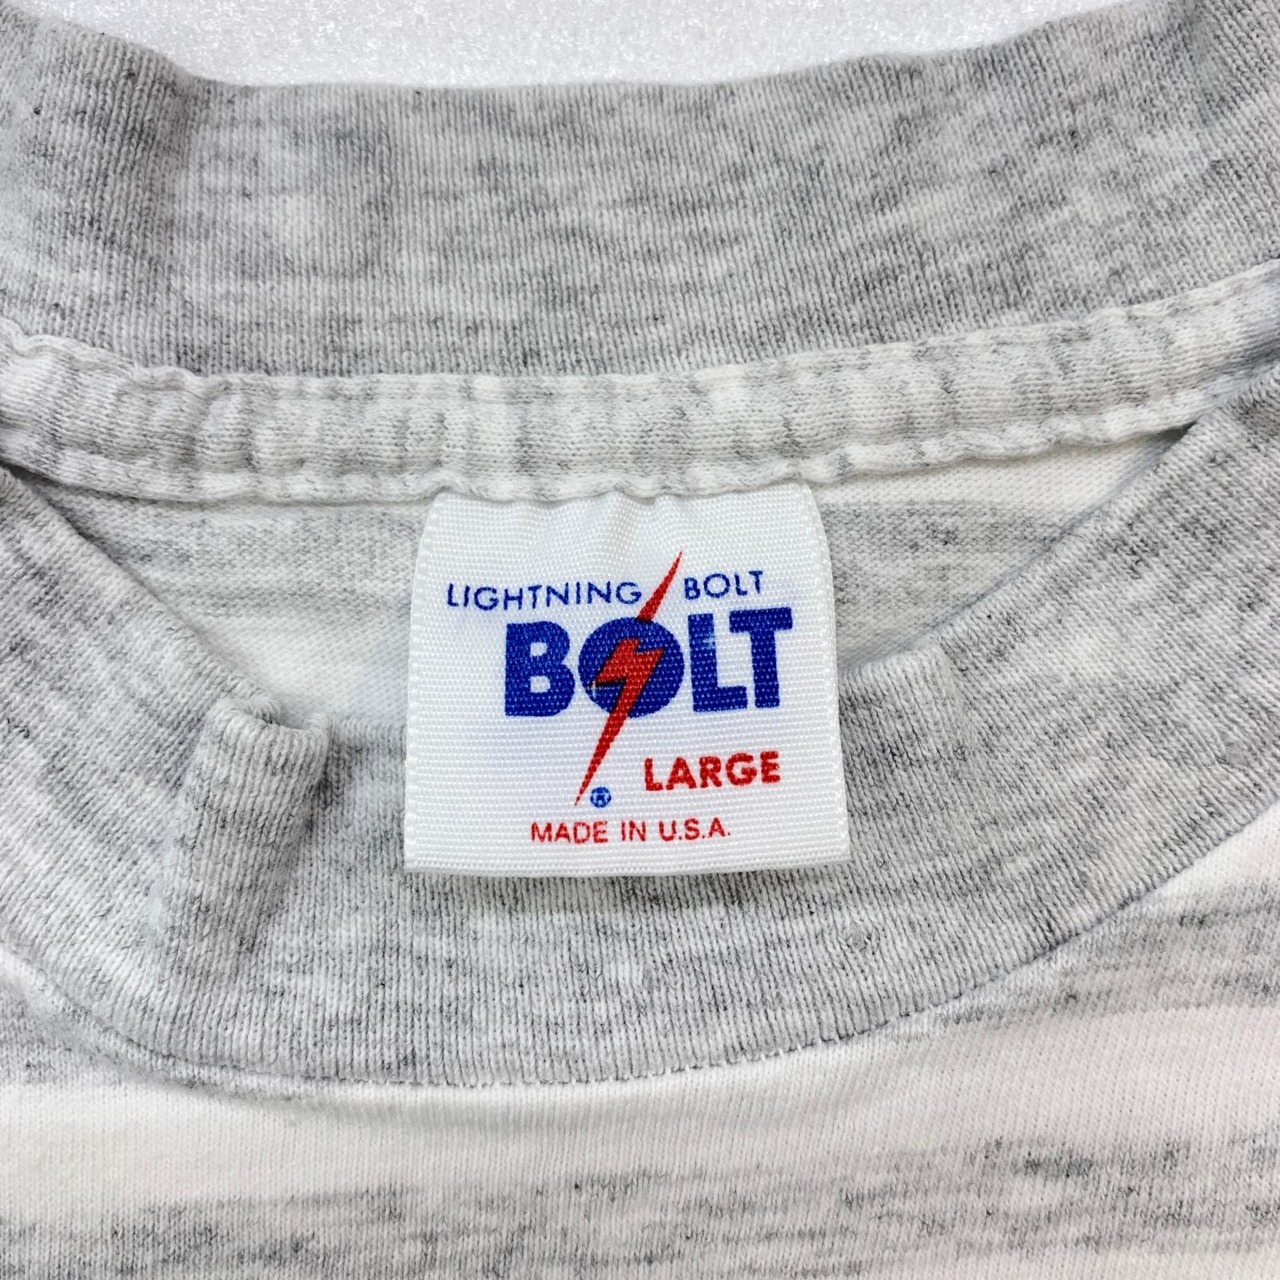 LIGHTNING BOLT
BOLT
LARGE
®
MADE IN U.S.A.